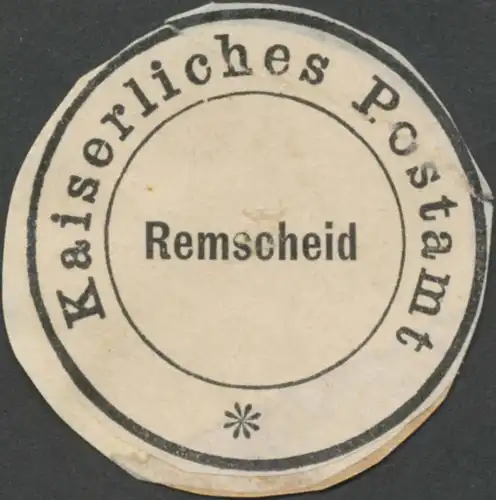 Kaiserliches Postamt
Remscheid
*